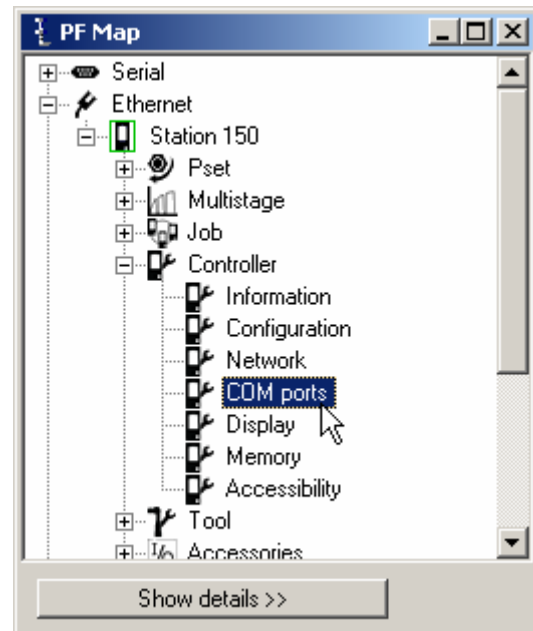 PF Map
Serial
Ethernet
Station 150
Pset
Multistage
Job
Controller
Information
Configuration
Network
COM ports
Display
Memory
Accessibility
Tool
I/o Accessories
Show details >>